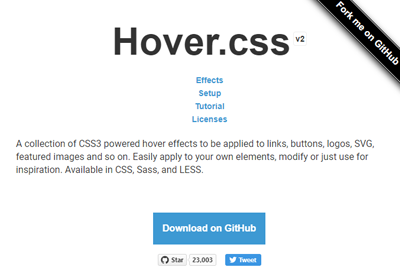 Fork me on GitHub
Hover.css v2
Effects
Setup
Tutorial
Licenses
A collection of CSS3 powered hover effects to be applied to links, buttons, logos, SVG,
featured images and so on. Easily apply to your own elements, modify or just use for
inspiration. Available in CSS, Sass, and LESS.
Download on GitHub
Star 23,003 Tweet